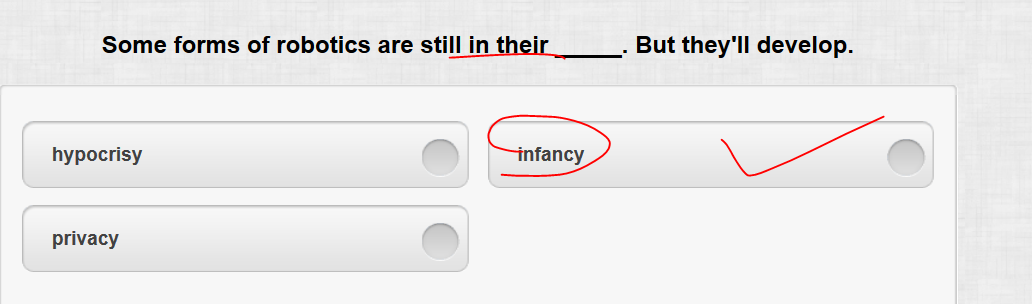 Some forms of robotics are still in their _____. But they'll develop.
hypocrisy
infancy
privacy